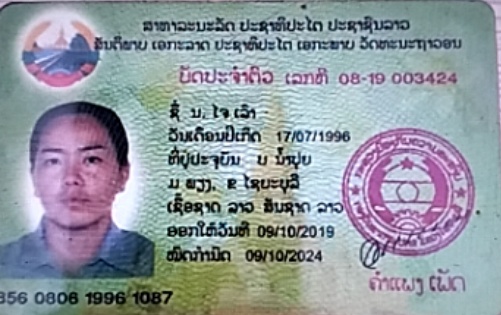 ສາທາລະນະລັດ ປະຊາທິປະໄຕ ປະຊາຊົນລາວ
ສັນຕິພາບ ເອກະລາດ ປະຊາທິປະໄຕ ເອກະພາບ ວັດທະນະຖາວອນ
ບັດປະຈຳຕົວ ເລກທີ 08-19 003424
ຊື່ ນ. ໄຈ ເລົ່າ
ວັນເດືອນປີເກີດ 17/07/1996
ທີ່ຢູ່ປະຈຸບັນ ບ ນ້ຳປຸຍ
ມ ພຽງ, ຂ ໄຊຍະບູລີ
ເຊື້ອຊາດ ລາວ ສັນຊາດ ລາວ
ອອກໃຫ້ວັນທີ 09/10/2019
ໝົດກຳນົດ 09/10/2024
ຄຳແພງ ເພັດ
856 0806 1996 1087